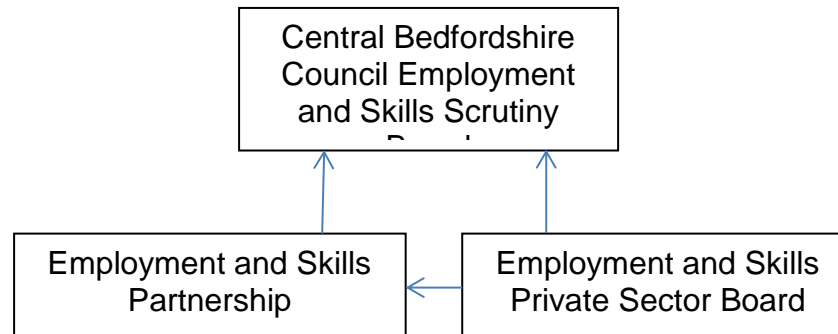 Central Bedfordshire
Council Employment
and Skills Scrutiny
Employment and Skills
Partnership
Employment and Skills
Private Sector Board